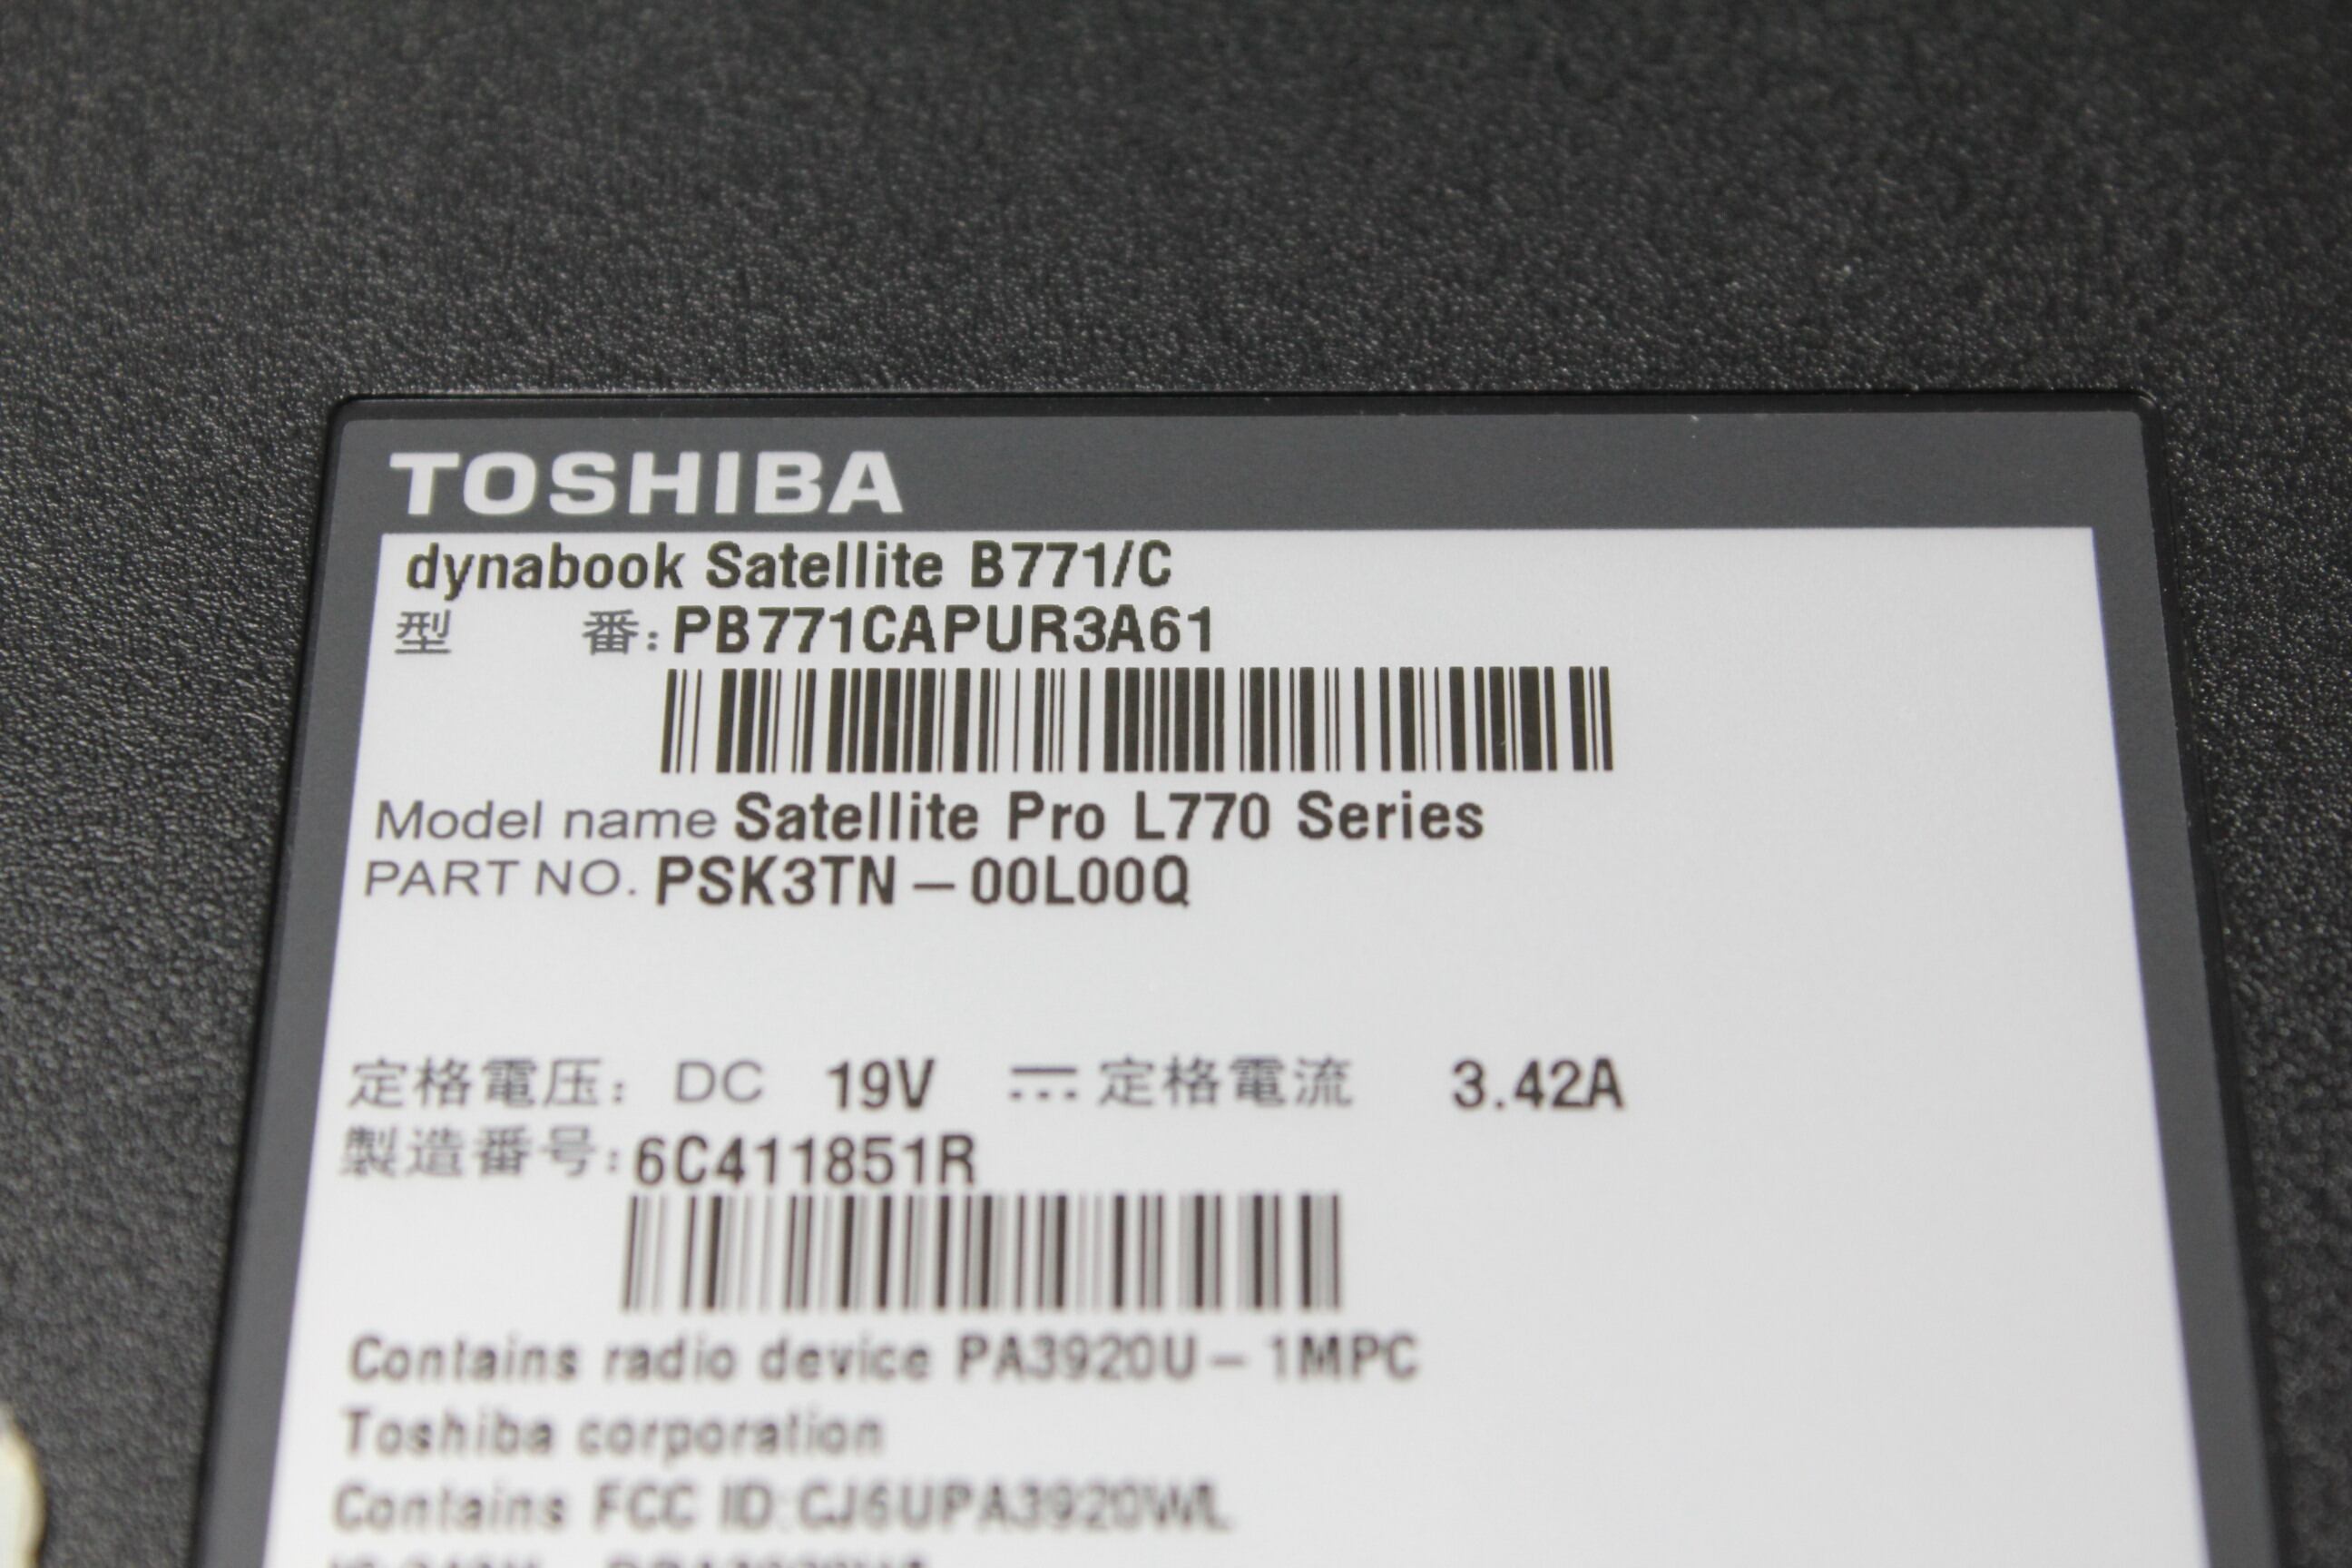 TOSHIBA
dynabook Satellite B771/C
型 番: PB771CAPUR3A61
Model name Satellite Pro L770 Series
PART NO. PSK3TN-00L00Q
定格電圧: DC 19V ⎓ 定格電流 3.42A
製造番号: 6C411851R
Contains radio device PA3920U-1MPC
Toshiba corporation
Contains FCC ID:CJ6UPA3920WL